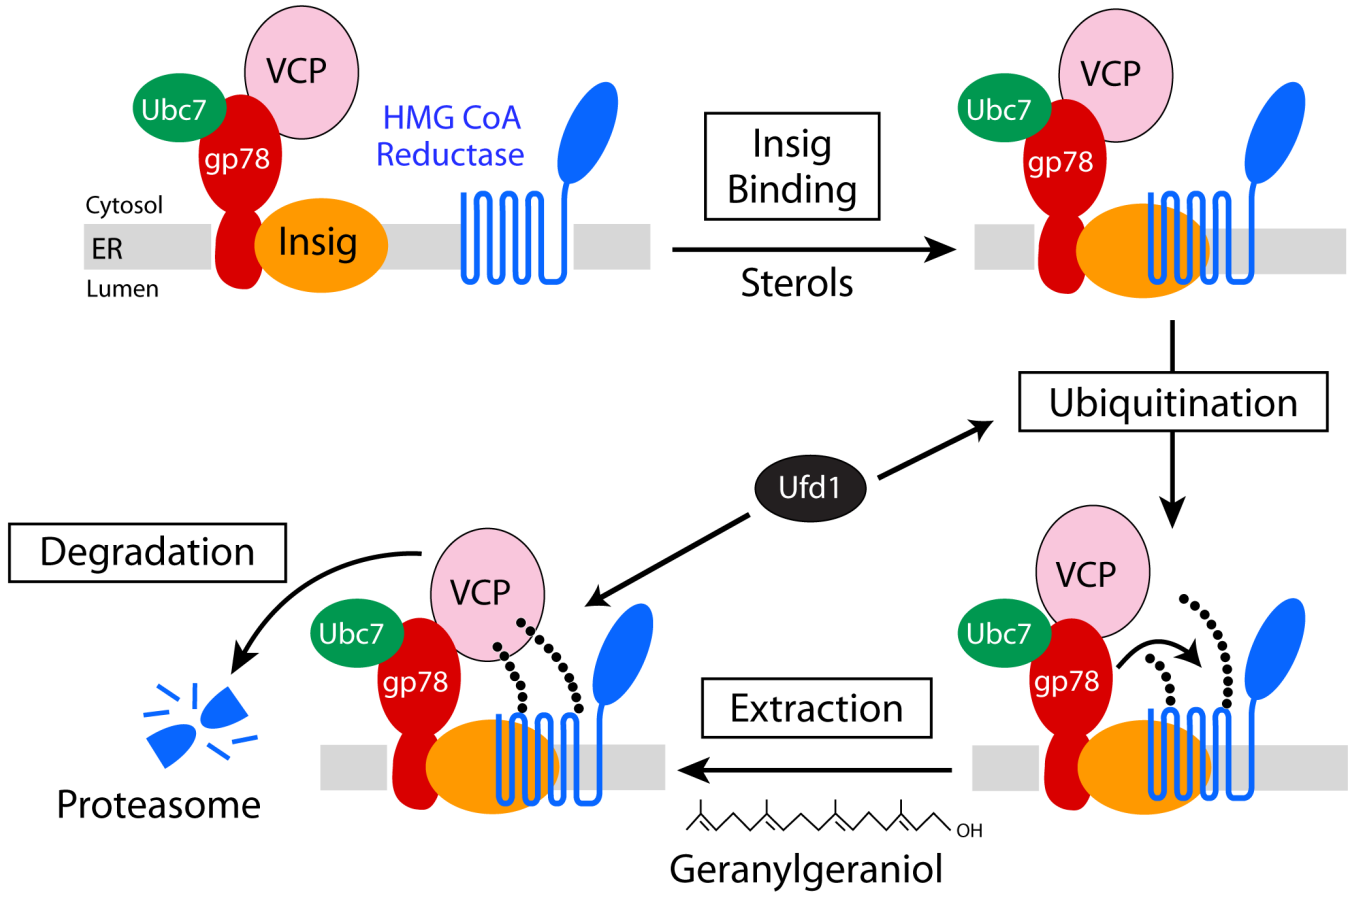 VCP
Ubc7
gp78
HMG CoA
Reductase
Cytosol
ER
Lumen
Insig
Insig
Binding
Sterols
VCP
Ubc7
gp78
Ubiquitination
Ufd1
Degradation
VCP
Ubc7
gp78
Proteasome
Extraction
OH
Geranylgeraniol
VCP
Ubc7
gp78